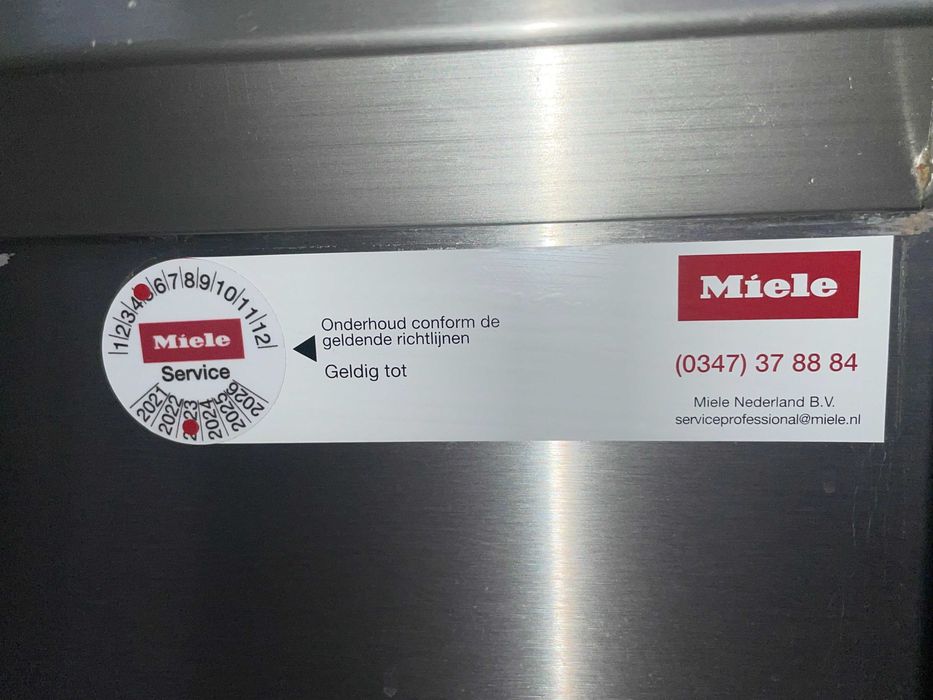 1|2|3|4|5|6|7|8|9|10|11|12
Miele
Service
2021 2022 2023 2024 2025 2026 2027
Onderhoud conform de
geldende richtlijnen
Geldig tot
Miele
(0347) 37 88 84
Miele Nederland B.V.
serviceprofessional@miele.nl